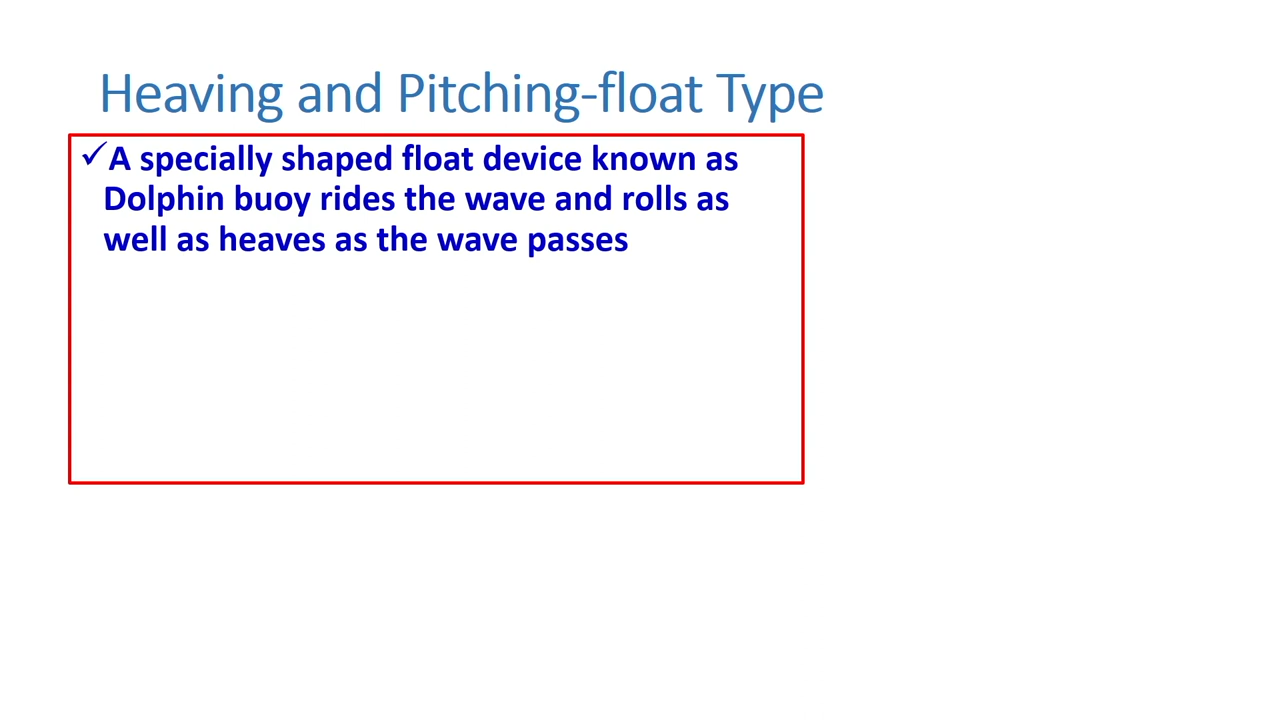 Heaving and Pitching-float Type
✓A specially shaped float device known as
Dolphin buoy rides the wave and rolls as
well as heaves as the wave passes